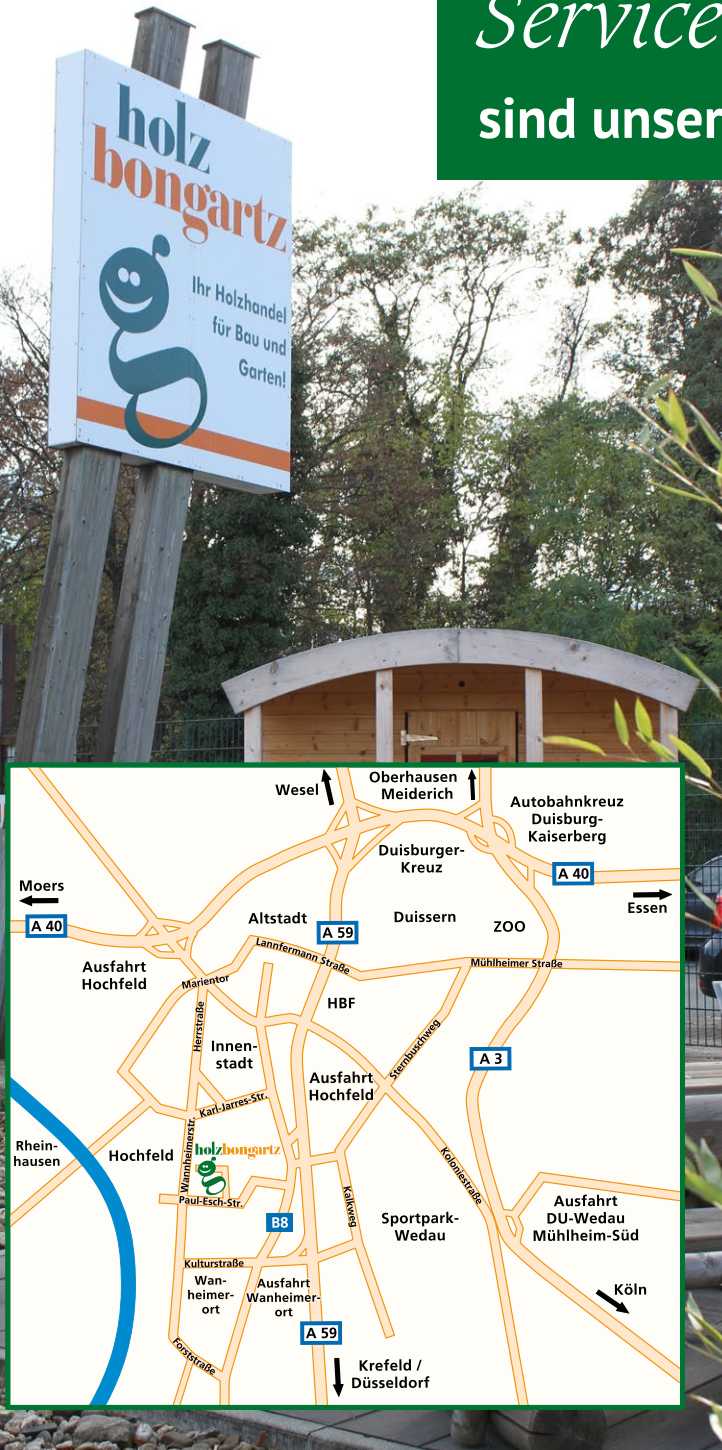 Service
sind unser
holz
bongartz
Ihr Holzhandel
für Bau und
Garten!
Wesel
Oberhausen
Meiderich
Autobahnkreuz
Duisburg-
Kaiserberg
Duisburger-
Kreuz
A 40
Moers
Essen
A 40
Altstadt
A 59
Duissern
ZOO
Lannfermann Straße
Mühlheimer Straße
Ausfahrt
Hochfeld
Marientor
HBF
Herrstraße
Innen-
stadt
Sternbuschweg
A 3
Ausfahrt
Hochfeld
Karl-Jarres-Str.
Rhein-
hausen
Hochfeld
Wannheimerstr.
holzbongartz
Koloniestraße
Paul-Esch-Str.
Kalkweg
B8
Sportpark-
Wedau
Ausfahrt
DU-Wedau
Mühlheim-Süd
Kulturstraße
Wan-
heimer-
ort
Ausfahrt
Wanheimer-
ort
Köln
A 59
Forststraße
Krefeld /
Düsseldorf